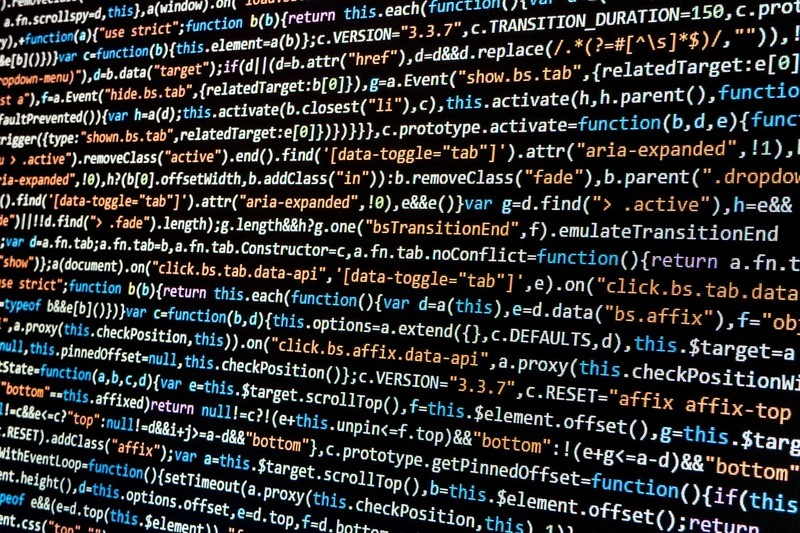 a.fn.scrollspy=d,this},a(window).on("load
+function(a){"use strict";function b(b){return this.each(function(){
&e[b]()})}var c=function(b){this.element=a(b)};c.VERSION="3.3.7",c.TRANSITION_DURATION=150,c.prot
ropdown-menu)"),d=b.data("target");if(d||(d=b.attr("href"),d=d&&d.replace(/.*(?=#[^\s]*$)/,"")),!
st a"),f=a.Event("hide.bs.tab",{relatedTarget:b[0]}),g=a.Event("show.bs.tab",{relatedTarget:e[0]
faultPrevented()){var h=a(d);this.activate(b.closest("li"),c),this.activate(h,h.parent(),functio
rigger({type:"shown.bs.tab",relatedTarget:e[0]})})}}},c.prototype.activate=function(b,d,e){func
> .active").removeClass("active").end().find('[data-toggle="tab"]').attr("aria-expanded",!1),
ia-expanded",!0),h?(b[0].offsetWidth,b.addClass("in")):b.removeClass("fade"),b.parent(".dropdow
().find('[data-toggle="tab"]').attr("aria-expanded",!0),e&&e()}var g=d.find("> .active"),h=e&&
de")||!!d.find("> .fade").length);g.length&&h?g.one("bsTransitionEnd",f).emulateTransitionEnd
;var d=a.fn.tab;a.fn.tab=b,a.fn.tab.Constructor=c,a.fn.tab.noConflict=function(){return a.fn.t
"show")};a(document).on("click.bs.tab.data-api",'[data-toggle="tab"]',e).on("click.bs.tab.data
se strict";function b(b){return this.each(function(){var d=a(this),e=d.data("bs.affix"),f="ob
=typeof b&&e[b]()})}var c=function(b,d){this.options=a.extend({},c.DEFAULTS,d),this.$target=a
",a.proxy(this.checkPosition,this)).on("click.bs.affix.data-api",a.proxy(this.checkPositionWi
null,this.pinnedOffset=null,this.checkPosition()};c.VERSION="3.3.7",c.RESET="affix affix-top
tState=function(a,b,c,d){var e=this.$target.scrollTop(),f=this.$element.offset(),g=this.$targ
"bottom"==this.affixed)return null!=c?!(e+this.unpin<=f.top)&&"bottom":!(e+g<=a-d)&&"bottom"
l!=c&&e<=c?"top":null!=d&&i+j>=a-d&&"bottom"},c.prototype.getPinnedOffset=function(){if(this
.RESET).addClass("affix");var a=this.$target.scrollTop(),b=this.$element.offset();return
WithEventLoop=function(){setTimeout(a.proxy(this.checkPosition,this),1)}
ent.height(),d=this.options.offset,e=d.top,f=d.bottom
peof e&&(e=d.top(this.$element)),"f
ent.css("top",""